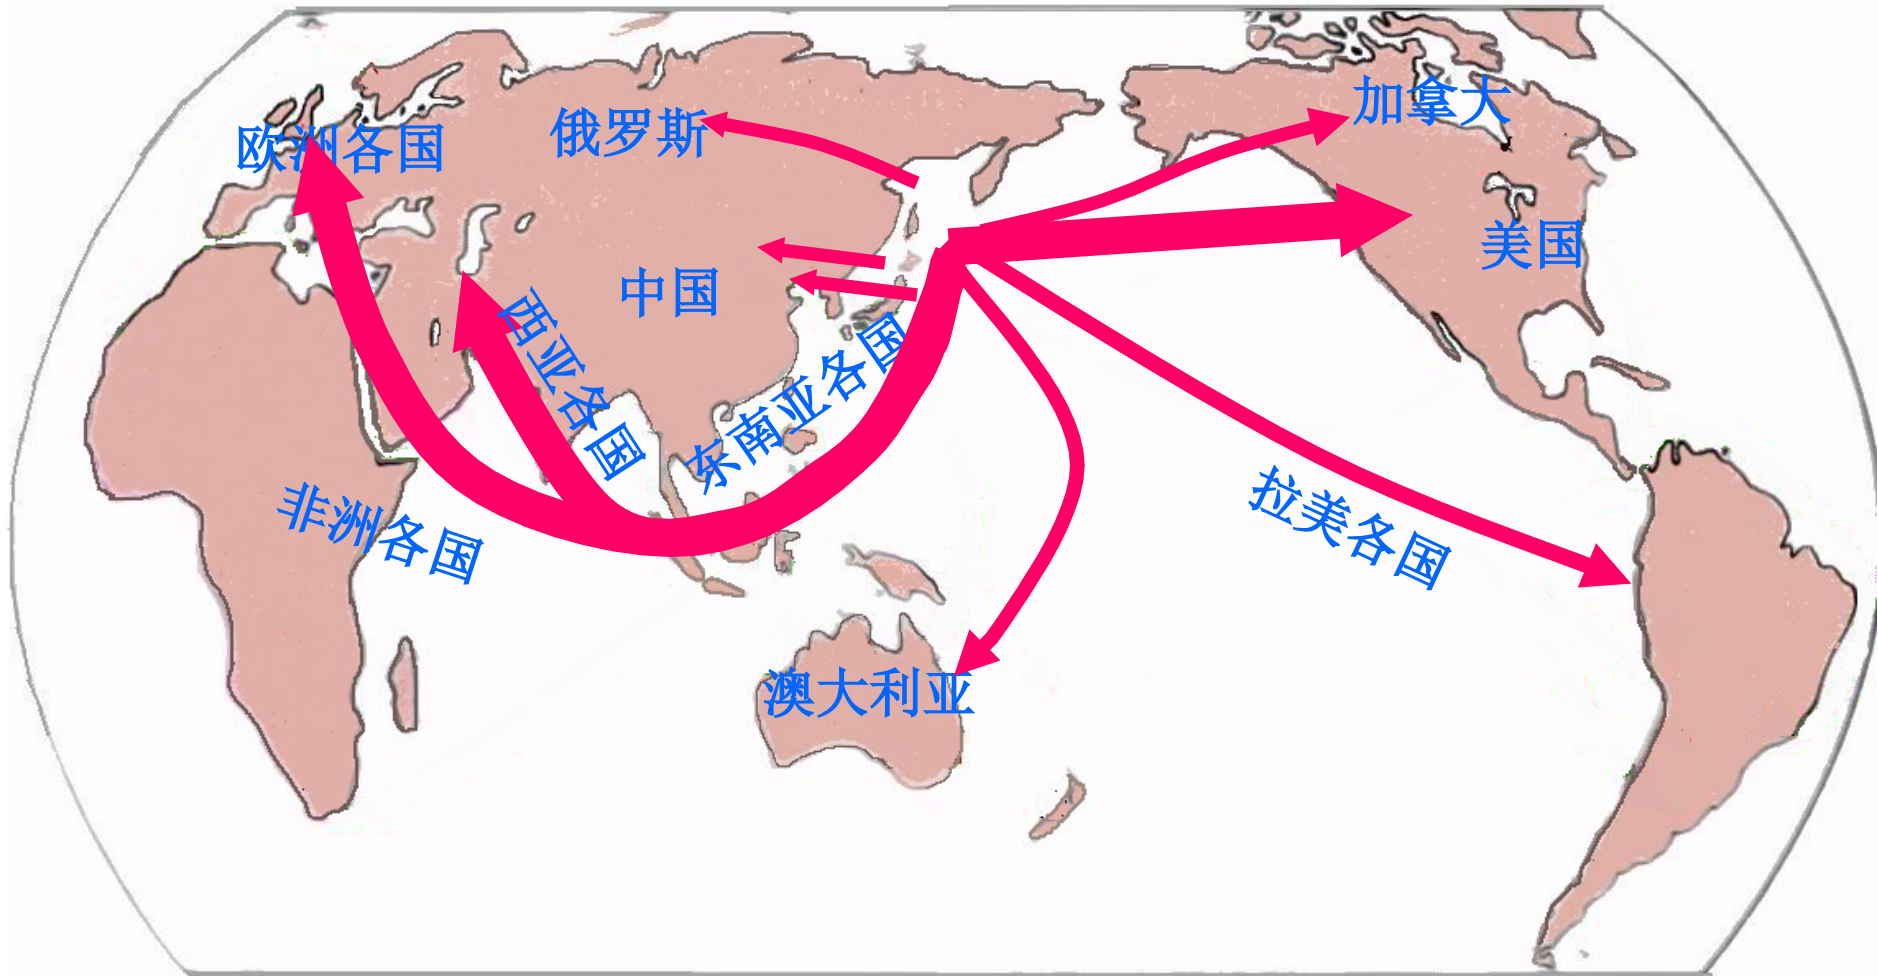 加拿大
欧洲各国
俄罗斯
美国
中国
西亚各国
东南亚各国
非洲各国
拉美各国
澳大利亚